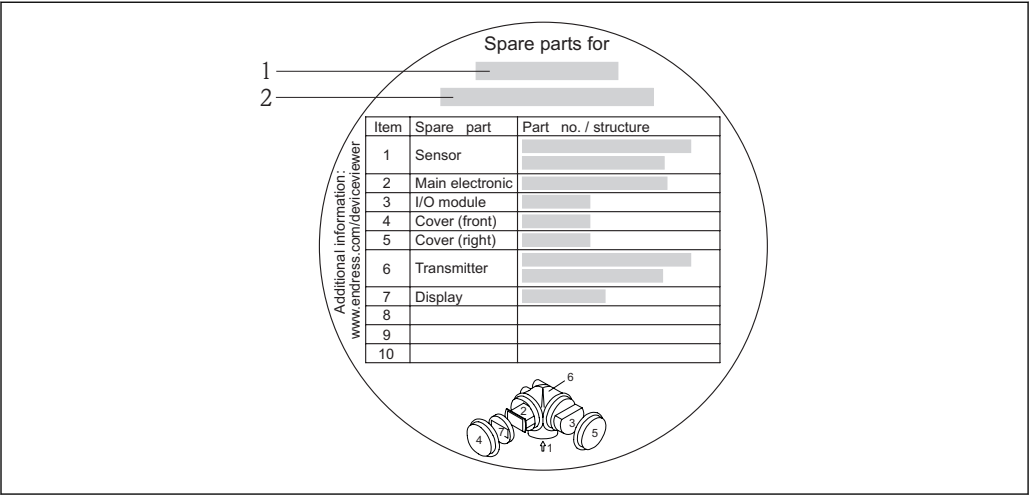 Spare parts for
1
2
Item Spare part Part no. / structure
1 Sensor
2 Main electronic
3 I/O module
4 Cover (front)
5 Cover (right)
6 Transmitter
7 Display
8
9
10
Additional information:
www.endress.com/deviceviewer
6
2
3
7
4
5
1